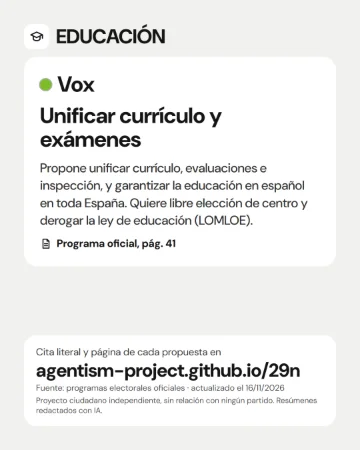 EDUCACIÓN
Vox
Unificar currículo y
exámenes
Propone unificar currículo, evaluaciones e
inspección, y garantizar la educación en español
en toda España. Quiere libre elección de centro y
derogar la ley de educación (LOMLOE).
Programa oficial, pág. 41
Cita literal y página de cada propuesta en
agentism-project.github.io/29n
Fuente: programas electorales oficiales · actualizado el 16/11/2026
Proyecto ciudadano independiente, sin relación con ningún partido. Resúmenes
redactados con IA.